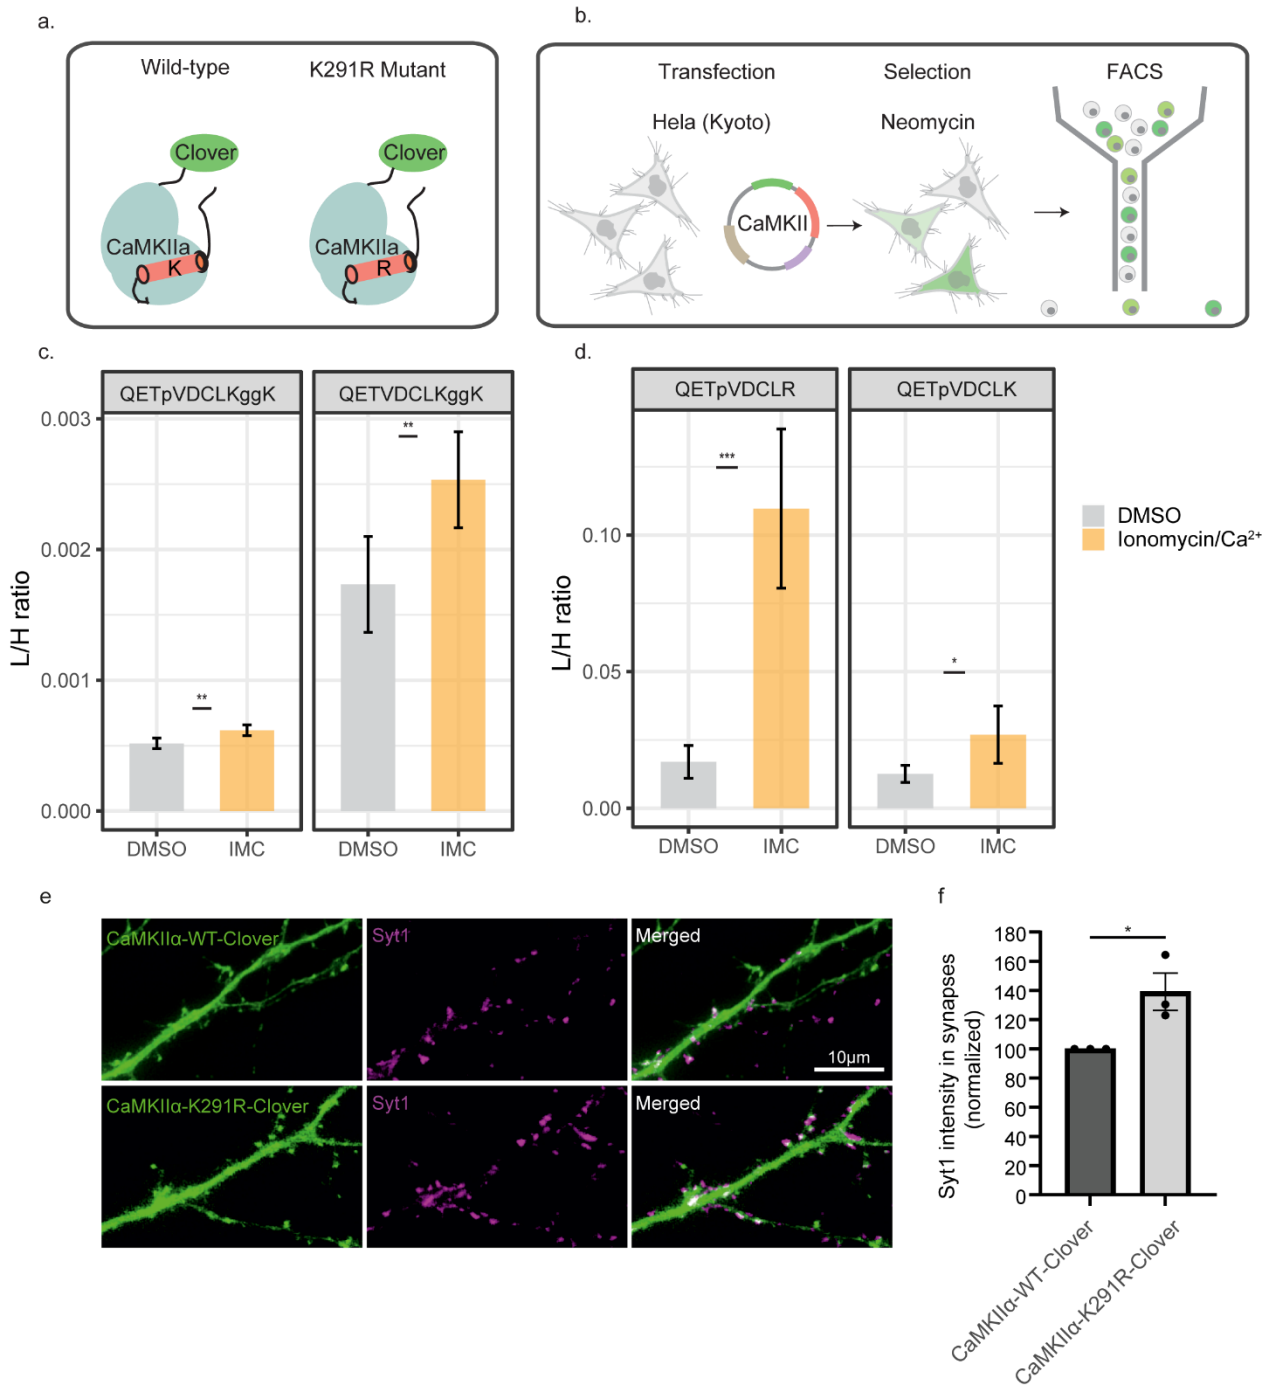 a.
Wild-type
K291R Mutant
Clover
Clover
CaMKIIa
K
CaMKIIa
R
b.
Transfection
Selection
FACS
Hela (Kyoto)
Neomycin
CaMKII
c.
QETpVDCLKggK
QETVDCLKggK
L/H ratio
0.003
0.002
0.001
0.000
**
**
DMSO
IMC
DMSO
IMC
d.
QETpVDCLR
QETpVDCLK
L/H ratio
0.10
0.05
0.00
***
*
DMSO
IMC
DMSO
IMC
DMSO
Ionomycin/Ca²⁺
e
CaMKIIα-WT-Clover
Syt1
Merged
10µm
CaMKIIα-K291R-Clover
Syt1
Merged
f
Syt1 intensity in synapses
(normalized)
180
160
140
120
100
80
60
40
20
0
*
CaMKIIα-WT-Clover
CaMKIIα-K291R-Clover